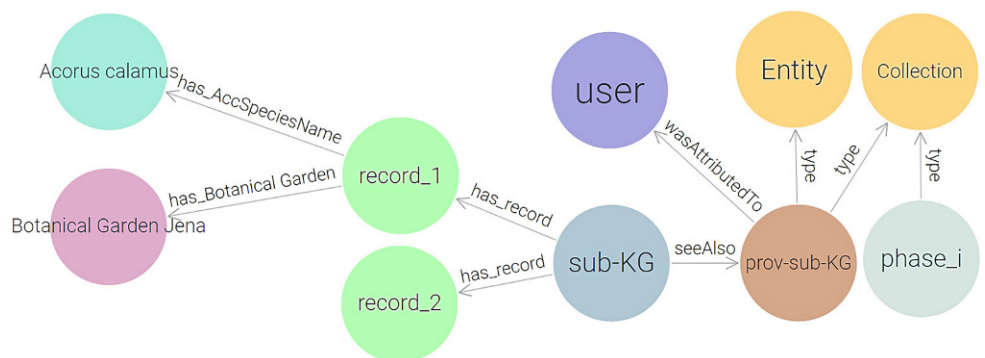 Acorus calamus
has_AccSpeciesName
user
Entity
Collection
record_1
has_Botanical Garden
Botanical Garden Jena
has_record
wasAttributedTo
type
type
type
has_record
record_2
sub-KG
seeAlso
prov-sub-KG
phase_i